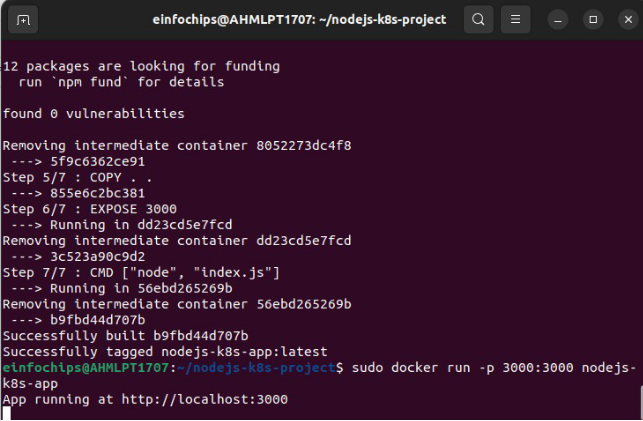 einfochips@AHMLPT1707: ~/nodejs-k8s-project
12 packages are looking for funding
  run `npm fund` for details
found 0 vulnerabilities
Removing intermediate container 8052273dc4f8
 ---> 5f9c6362ce91
Step 5/7 : COPY . .
 ---> 855e6c2bc381
Step 6/7 : EXPOSE 3000
 ---> Running in dd23cd5e7fcd
Removing intermediate container dd23cd5e7fcd
 ---> 3c523a90c9d2
Step 7/7 : CMD ["node", "index.js"]
 ---> Running in 56ebd265269b
Removing intermediate container 56ebd265269b
 ---> b9fbd44d707b
Successfully built b9fbd44d707b
Successfully tagged nodejs-k8s-app:latest
einfochips@AHMLPT1707:~/nodejs-k8s-project$ sudo docker run -p 3000:3000 nodejs-
k8s-app
App running at http://localhost:3000